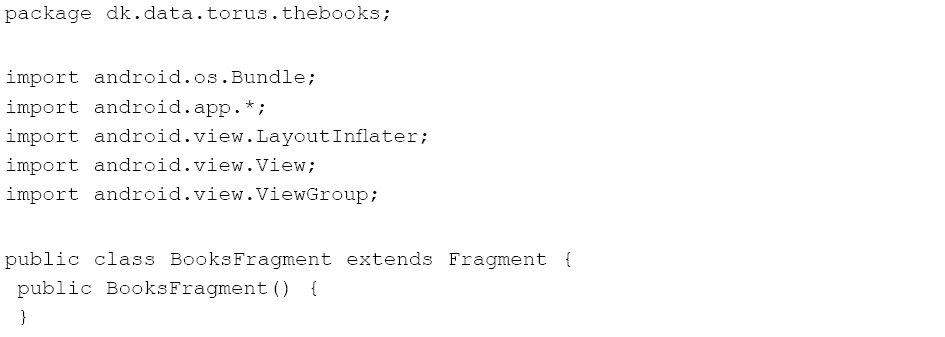 package dk.data.torus.thebooks;
import android.os.Bundle;
import android.app.*;
import android.view.LayoutInflater;
import android.view.View;
import android.view.ViewGroup;
public class BooksFragment extends Fragment {
public BooksFragment() {
}